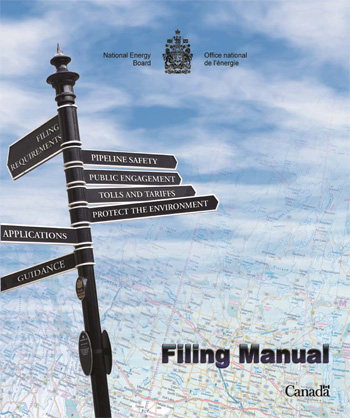 National Energy Board
Office national de l'énergie
FILING REQUIREMENTS
PIPELINE SAFETY
PUBLIC ENGAGEMENT
TOLLS AND TARIFFS
PROTECT THE ENVIRONMENT
APPLICATIONS
GUIDANCE
Filing Manual
Canada